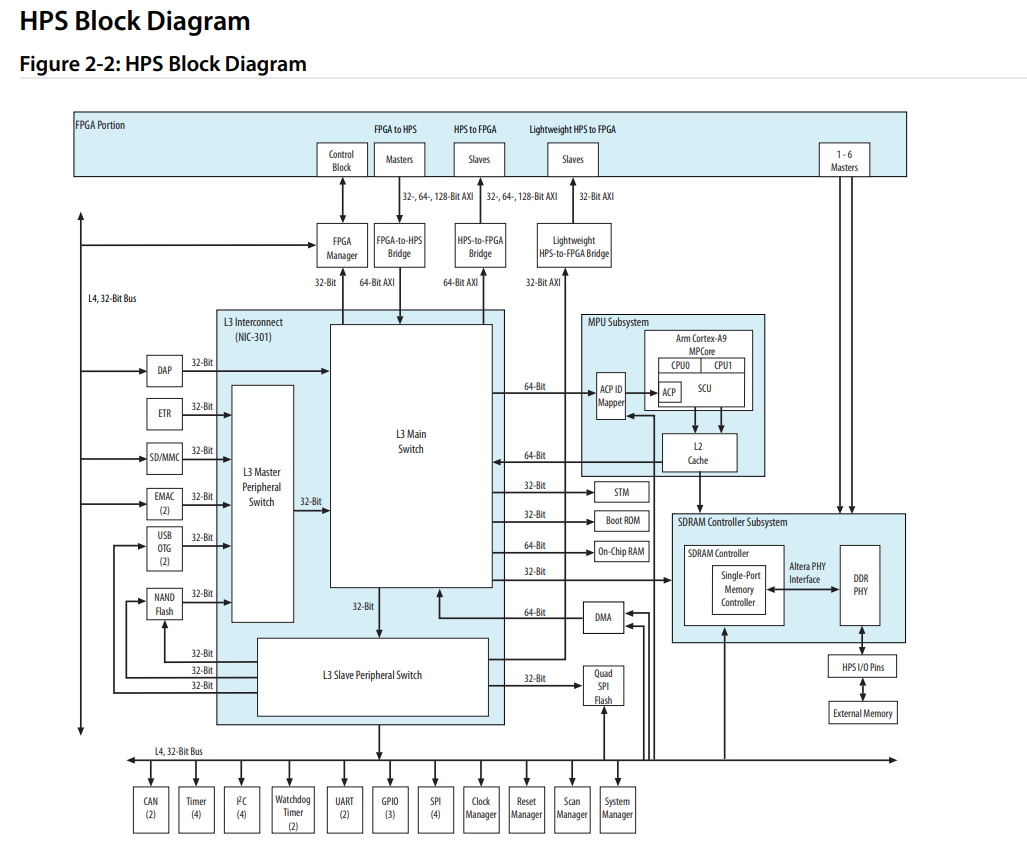 HPS Block Diagram
Figure 2-2: HPS Block Diagram
FPGA Portion
FPGA to HPS
HPS to FPGA
Lightweight HPS to FPGA
Control
Block
Masters
Slaves
Slaves
1 - 6
Masters
32-, 64-, 128-Bit AXI
32-, 64-, 128-Bit AXI
32-Bit AXI
FPGA
Manager
FPGA-to-HPS
Bridge
HPS-to-FPGA
Bridge
Lightweight
HPS-to-FPGA Bridge
32-Bit
64-Bit AXI
64-Bit AXI
32-Bit AXI
L4, 32-Bit Bus
L3 Interconnect
(NIC-301)
MPU Subsystem
Arm Cortex-A9
MPCore
CPU0
CPU1
ACP ID
Mapper
ACP
SCU
L2
Cache
DAP
32-Bit
ETR
32-Bit
SD/MMC
32-Bit
EMAC
(2)
32-Bit
USB
OTG
(2)
32-Bit
NAND
Flash
32-Bit
L3 Master
Peripheral
Switch
32-Bit
L3 Main
Switch
64-Bit
64-Bit
32-Bit
STM
32-Bit
Boot ROM
64-Bit
On-Chip RAM
32-Bit
64-Bit
DMA
SDRAM Controller Subsystem
SDRAM Controller
Single-Port
Memory
Controller
Altera PHY
Interface
DDR
PHY
HPS I/O Pins
External Memory
32-Bit
32-Bit
32-Bit
32-Bit
L3 Slave Peripheral Switch
32-Bit
Quad
SPI
Flash
L4, 32-Bit Bus
CAN
(2)
Timer
(4)
I²C
(4)
Watchdog
Timer
(2)
UART
(2)
GPIO
(3)
SPI
(4)
Clock
Manager
Reset
Manager
Scan
Manager
System
Manager